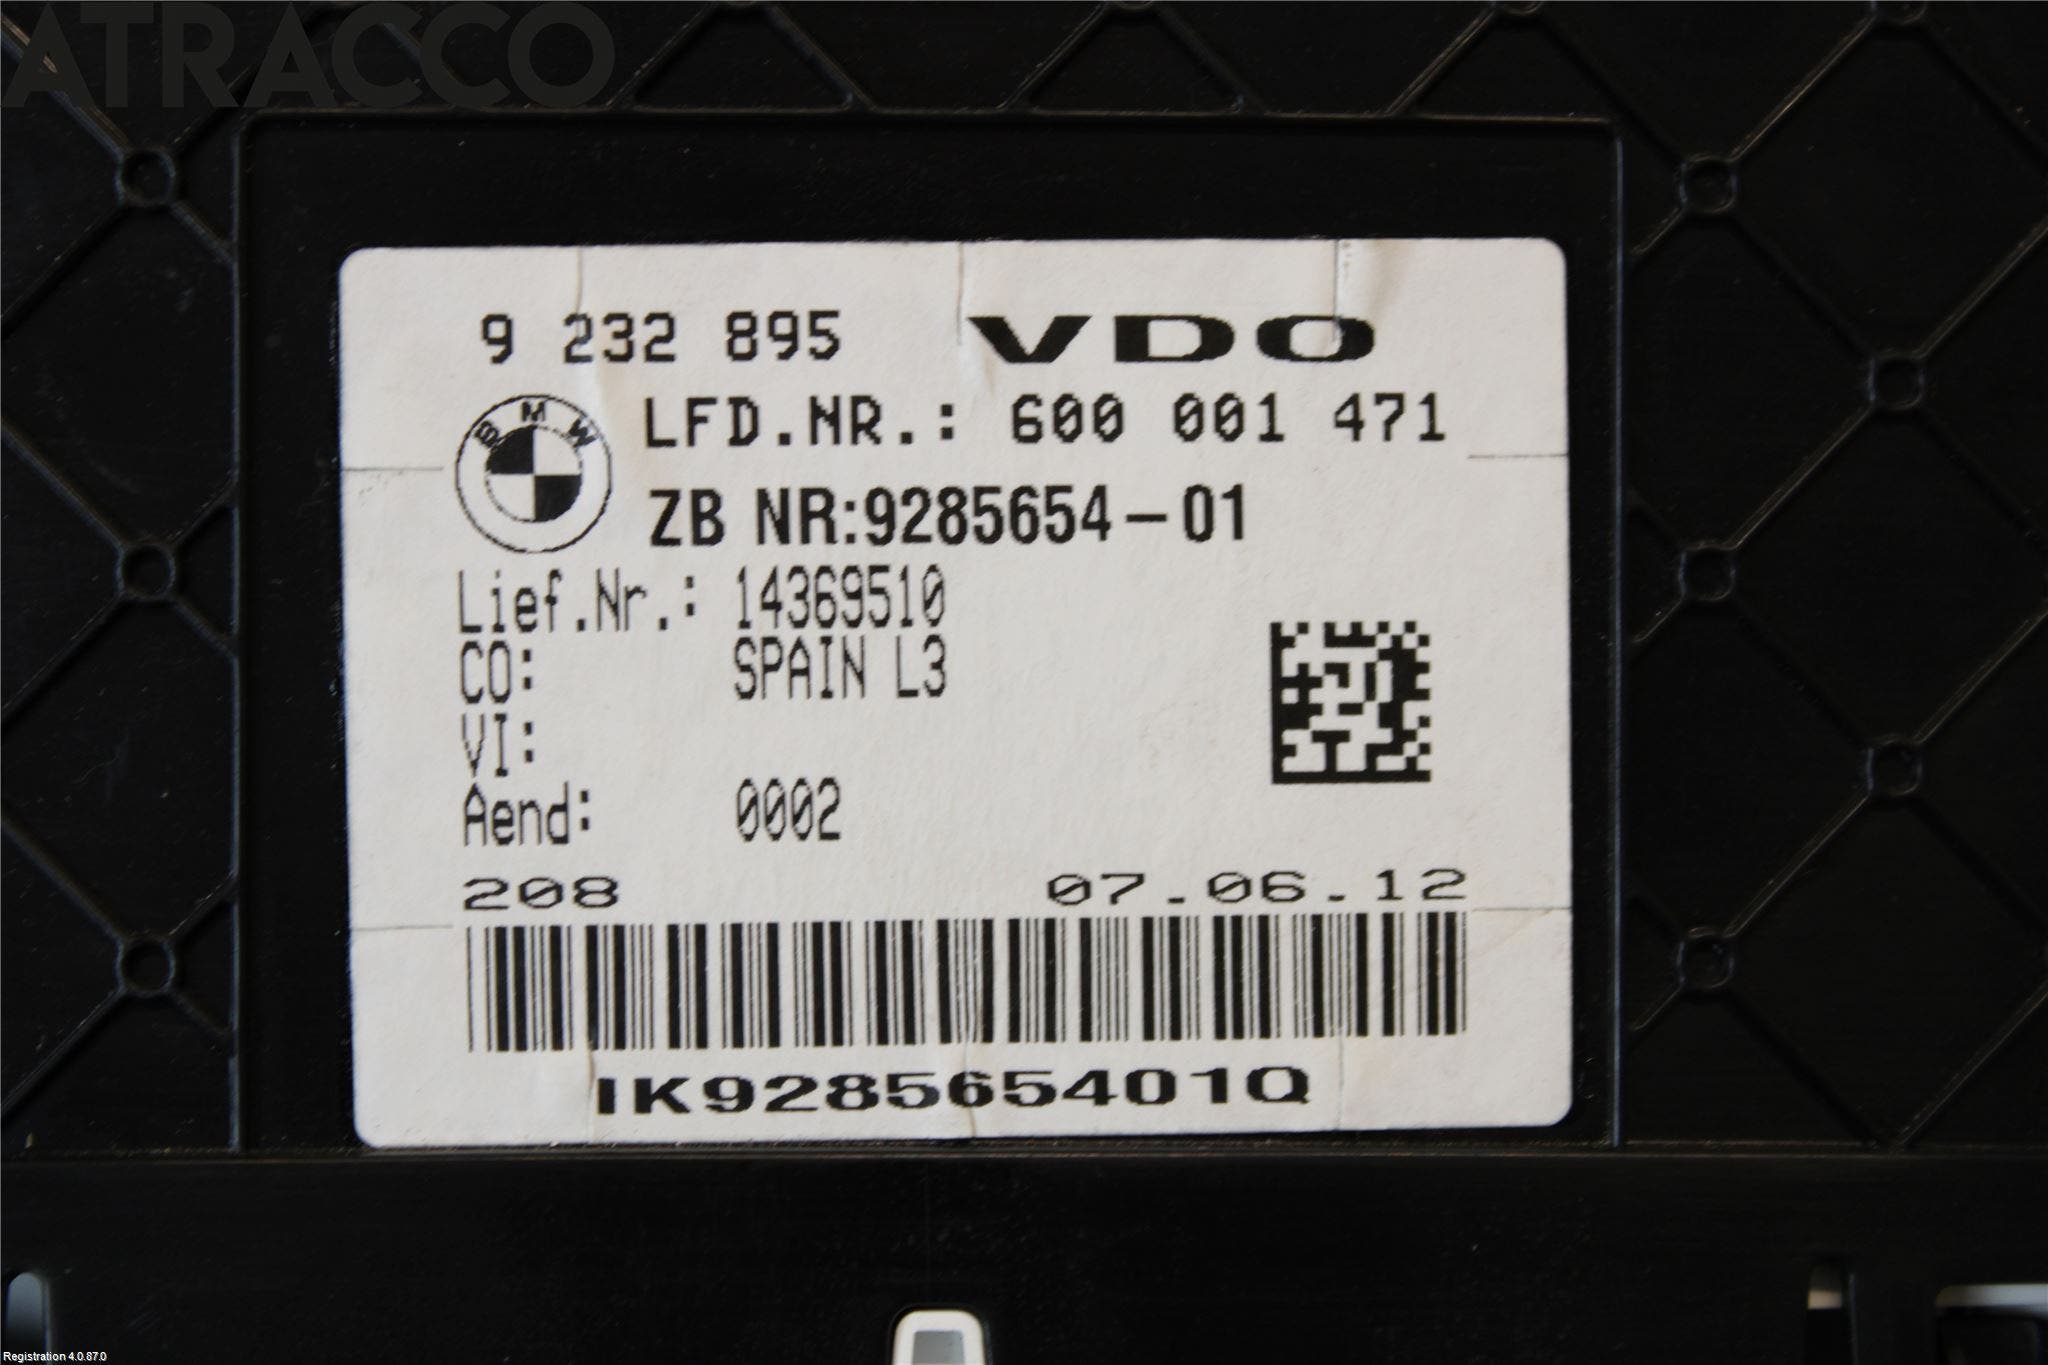 ATRACCO
9 232 895 VDO
BMW
LFD.NR.: 600 001 471
ZB NR:9285654-01
Lief.Nr.: 14369510
CO: SPAIN L3
VI:
Aend: 0002
208 07.06.12
IK928565401Q
Registration 4.0.87.0